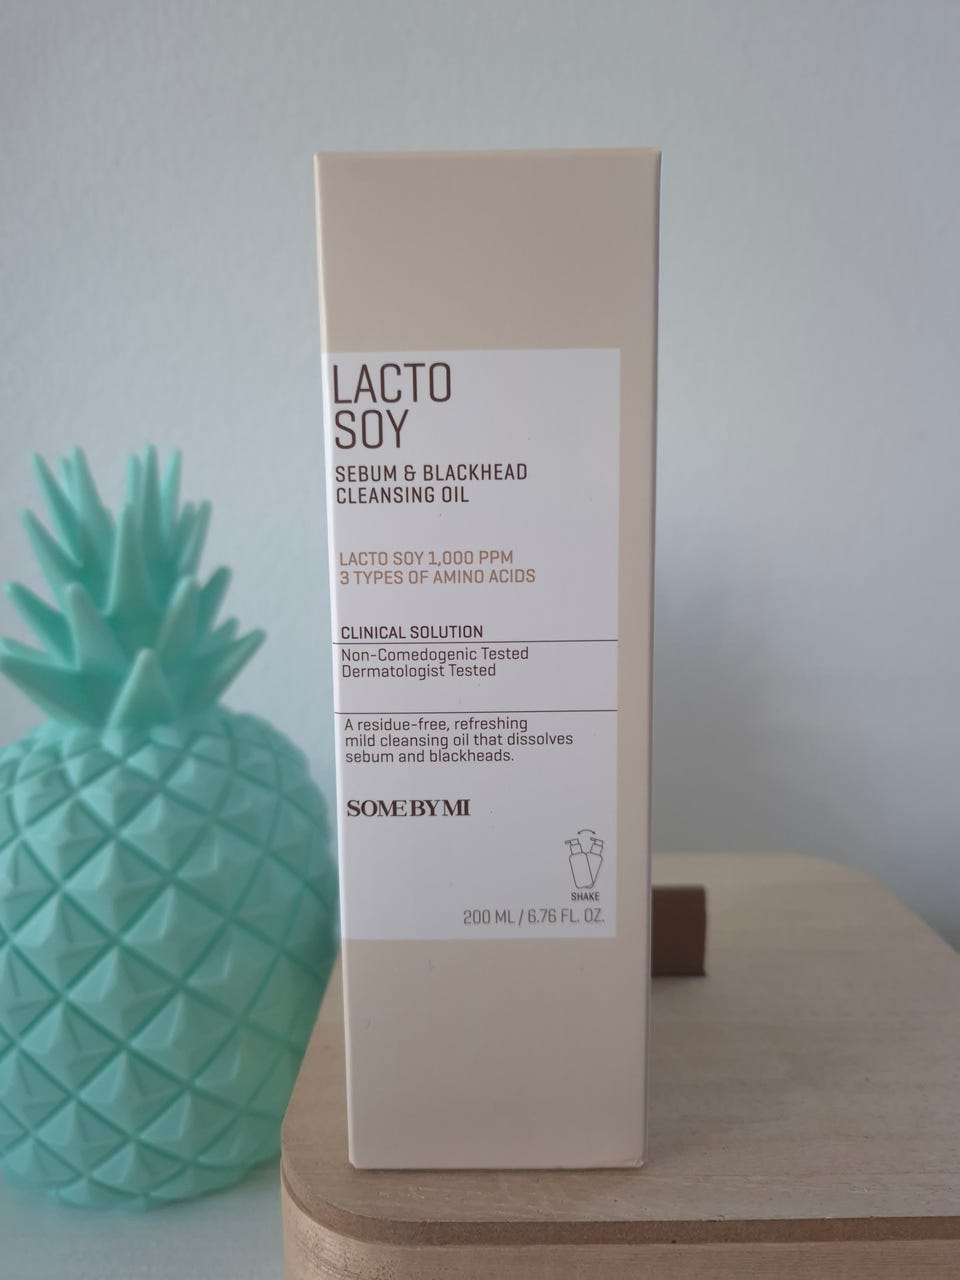 LACTO
SOY
SEBUM & BLACKHEAD
CLEANSING OIL
LACTO SOY 1,000 PPM
3 TYPES OF AMINO ACIDS
CLINICAL SOLUTION
Non-Comedogenic Tested
Dermatologist Tested
A residue-free, refreshing
mild cleansing oil that dissolves
sebum and blackheads.
SOME BY MI
SHAKE
200 ML / 6.76 FL. OZ.